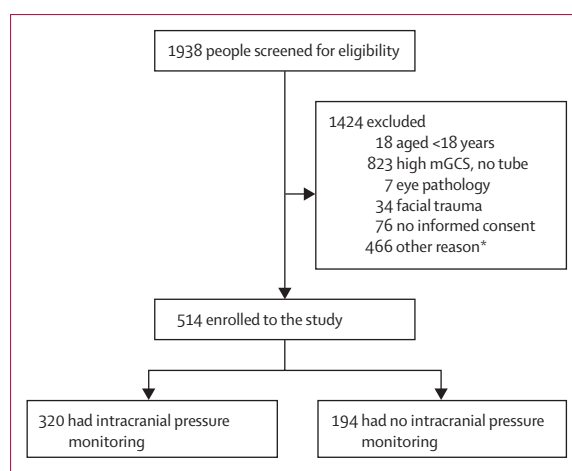 1938 people screened for eligibility
1424 excluded
18 aged <18 years
823 high mGCS, no tube
7 eye pathology
34 facial trauma
76 no informed consent
466 other reason*
514 enrolled to the study
320 had intracranial pressure
monitoring
194 had no intracranial pressure
monitoring